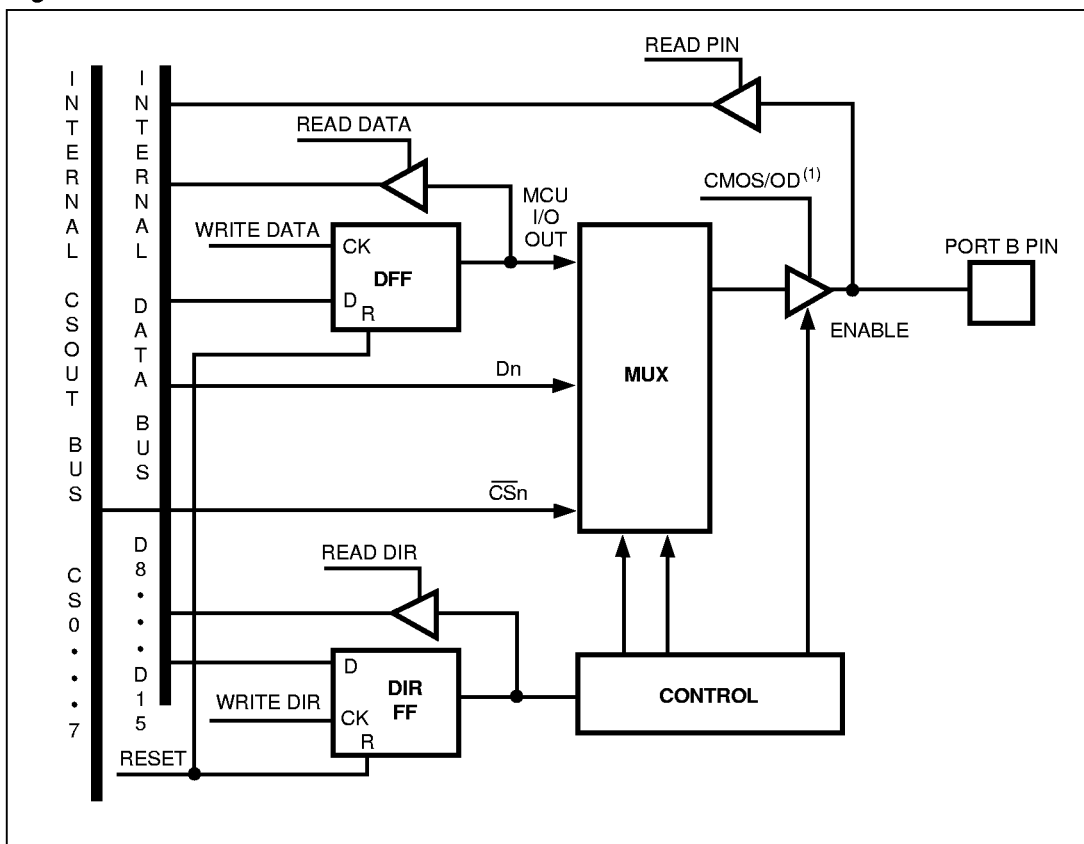 READ PIN
READ DATA
CMOS/OD(1)
MCU
I/O
OUT
WRITE DATA
CK
DFF
D
R
PORT B PIN
ENABLE
INTERNAL CSOUT BUS CS0•••7
INTERNAL DATA BUS D8•••D15
Dn
MUX
C̅S̅n
READ DIR
D
DIR
FF
CK
R
WRITE DIR
CONTROL
RESET